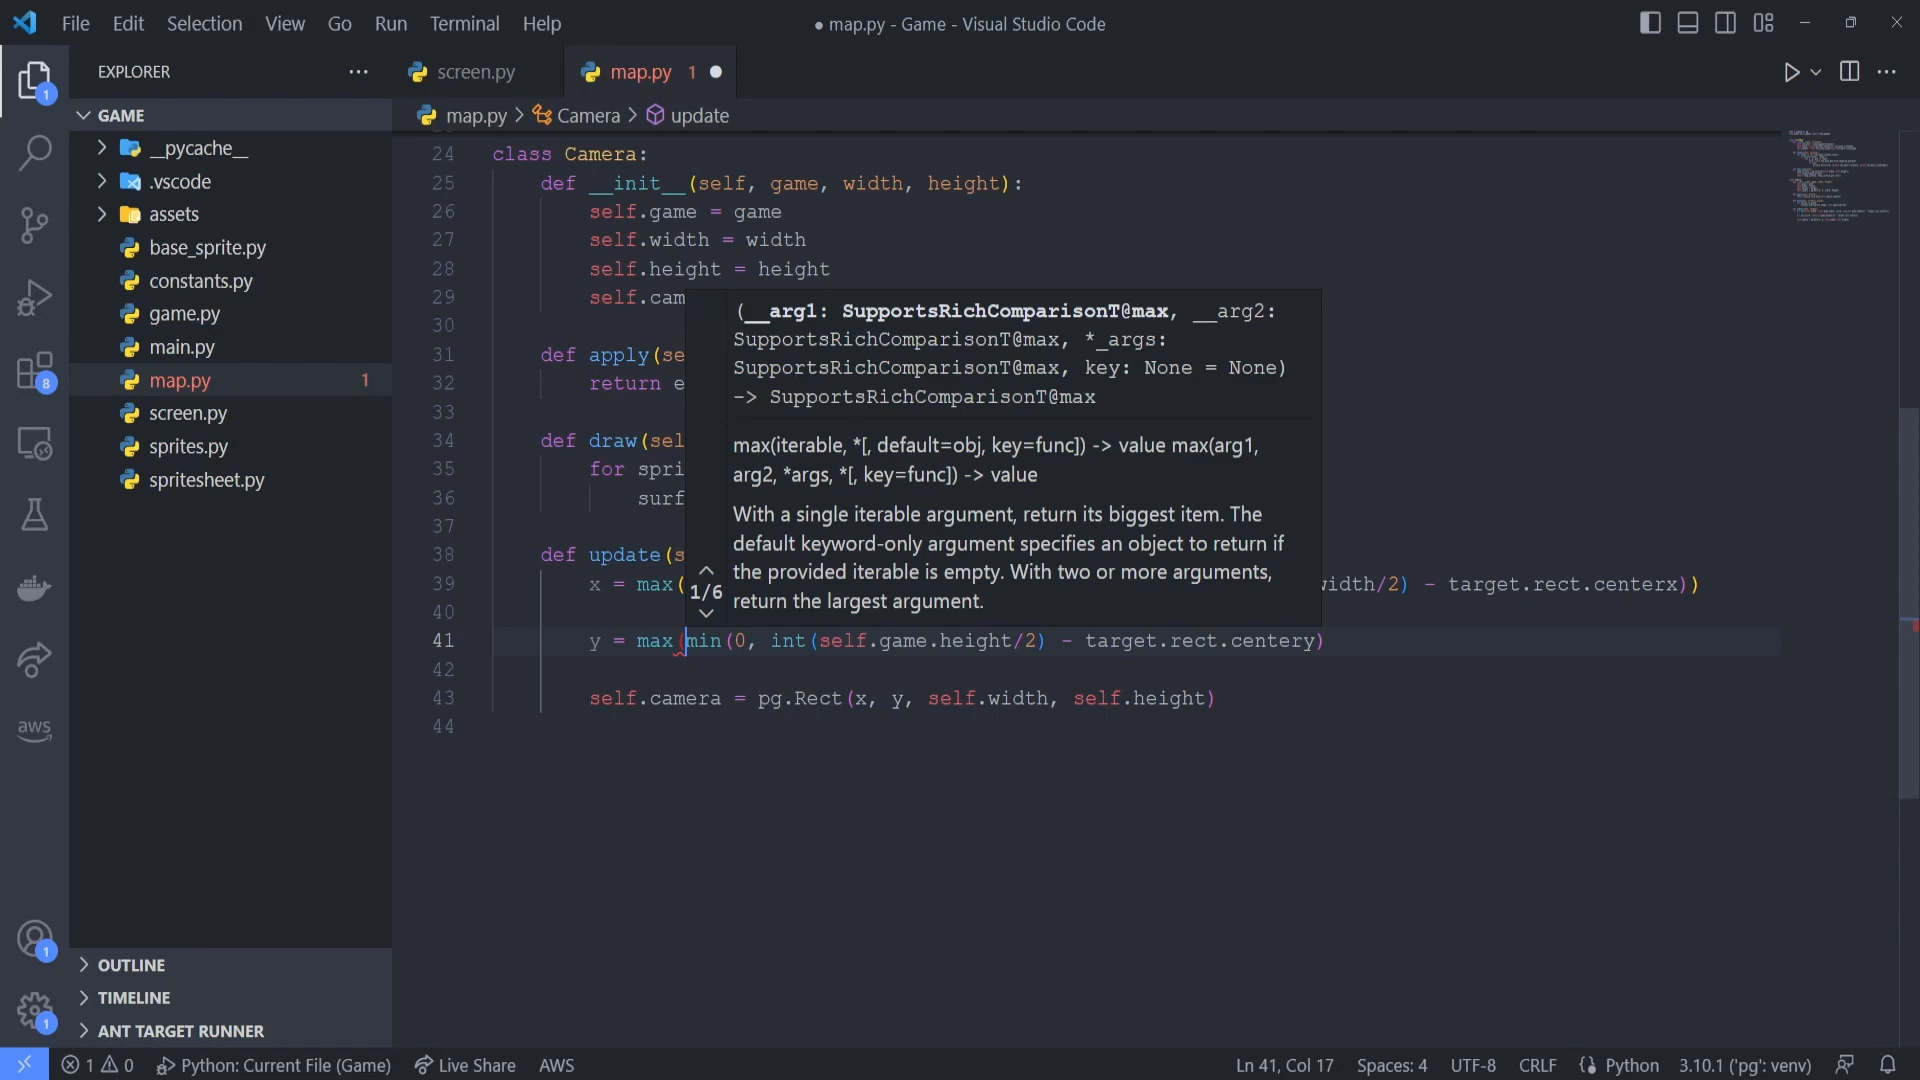 File Edit Selection View Go Run Terminal Help
● map.py - Game - Visual Studio Code
EXPLORER
screen.py
map.py 1
GAME
map.py > Camera > update
__pycache__
.vscode
assets
base_sprite.py
constants.py
game.py
main.py
map.py 1
screen.py
sprites.py
spritesheet.py
24 class Camera:
25 def __init__(self, game, width, height):
26 self.game = game
27 self.width = width
28 self.height = height
29 self.cam
30
31 def apply(se
32 return e
33
34 def draw(sel
35 for spri
36 surf
37
38 def update(s
39 x = max( width/2) - target.rect.centerx))
40
41 y = max(min(0, int(self.game.height/2) - target.rect.centery)
42
43 self.camera = pg.Rect(x, y, self.width, self.height)
44
(__arg1: SupportsRichComparisonT@max, __arg2:
SupportsRichComparisonT@max, *_args:
SupportsRichComparisonT@max, key: None = None)
-> SupportsRichComparisonT@max
max(iterable, *[, default=obj, key=func]) -> value max(arg1,
arg2, *args, *[, key=func]) -> value
With a single iterable argument, return its biggest item. The
default keyword-only argument specifies an object to return if
the provided iterable is empty. With two or more arguments,
return the largest argument.
1/6
1
8
aws
1
1
OUTLINE
TIMELINE
ANT TARGET RUNNER
1 0 Python: Current File (Game) Live Share AWS
Ln 41, Col 17 Spaces: 4 UTF-8 CRLF Python 3.10.1 ('pg': venv)